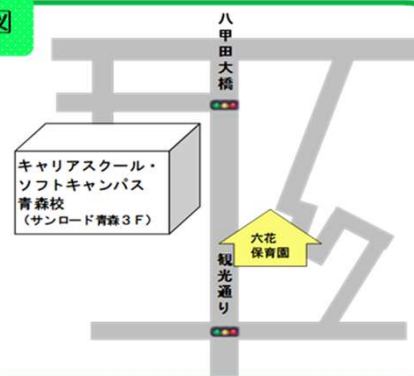 図
八甲田大橋
キャリアスクール・
ソフトキャンパス
青森校
（サンロード青森３Ｆ）
六花
保育園
観光通り